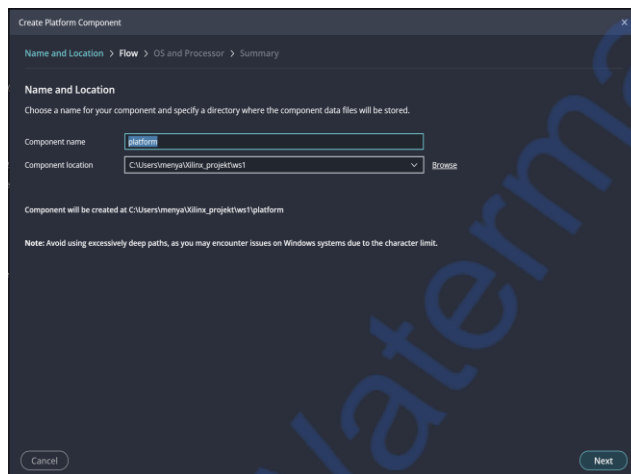 Create Platform Component X
Name and Location > Flow > OS and Processor > Summary
Name and Location
Choose a name for your component and specify a directory where the component data files will be stored.
Component name platform
Component location C:\Users\menya\Xilinx_projekt\ws1 Browse
Component will be created at C:\Users\menya\Xilinx_projekt\ws1\platform
Note: Avoid using excessively deep paths, as you may encounter issues on Windows systems due to the character limit.
Cancel Next
Waterma